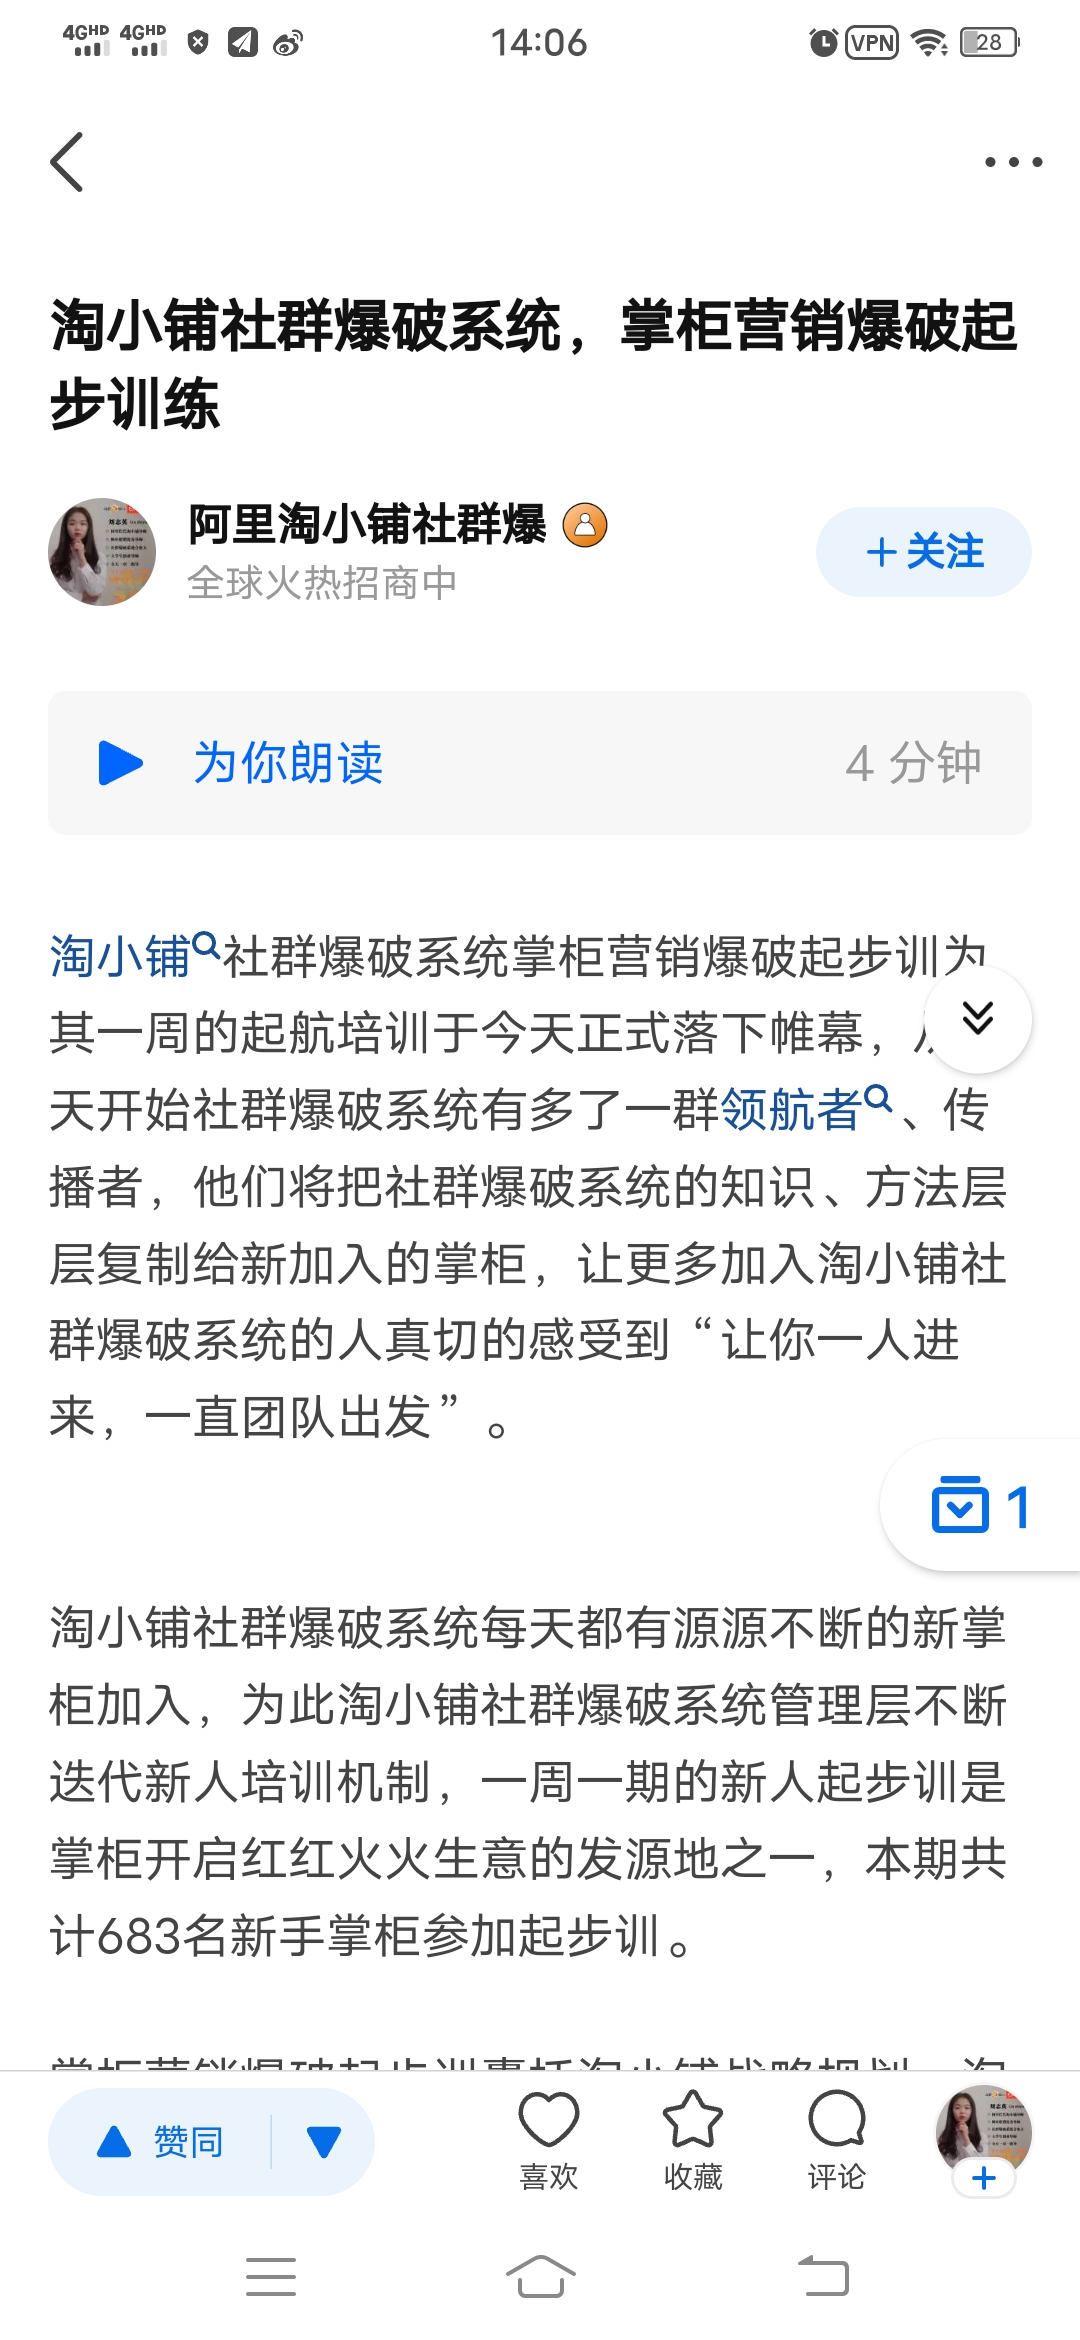 4GHD 4GHD 14:06 VPN 28
淘小铺社群爆破系统，掌柜营销爆破起
步训练
阿里淘小铺社群爆
全球火热招商中
+ 关注
为你朗读 4 分钟
淘小铺社群爆破系统掌柜营销爆破起步训为
其一周的起航培训于今天正式落下帷幕，
天开始社群爆破系统有多了一群领航者、传
播者，他们将把社群爆破系统的知识、方法层
层复制给新加入的掌柜，让更多加入淘小铺社
群爆破系统的人真切的感受到“让你一人进
来，一直团队出发”。
1
淘小铺社群爆破系统每天都有源源不断的新掌
柜加入，为此淘小铺社群爆破系统管理层不断
迭代新人培训机制，一周一期的新人起步训是
掌柜开启红红火火生意的发源地之一，本期共
计683名新手掌柜参加起步训。
赞同
喜欢 收藏 评论